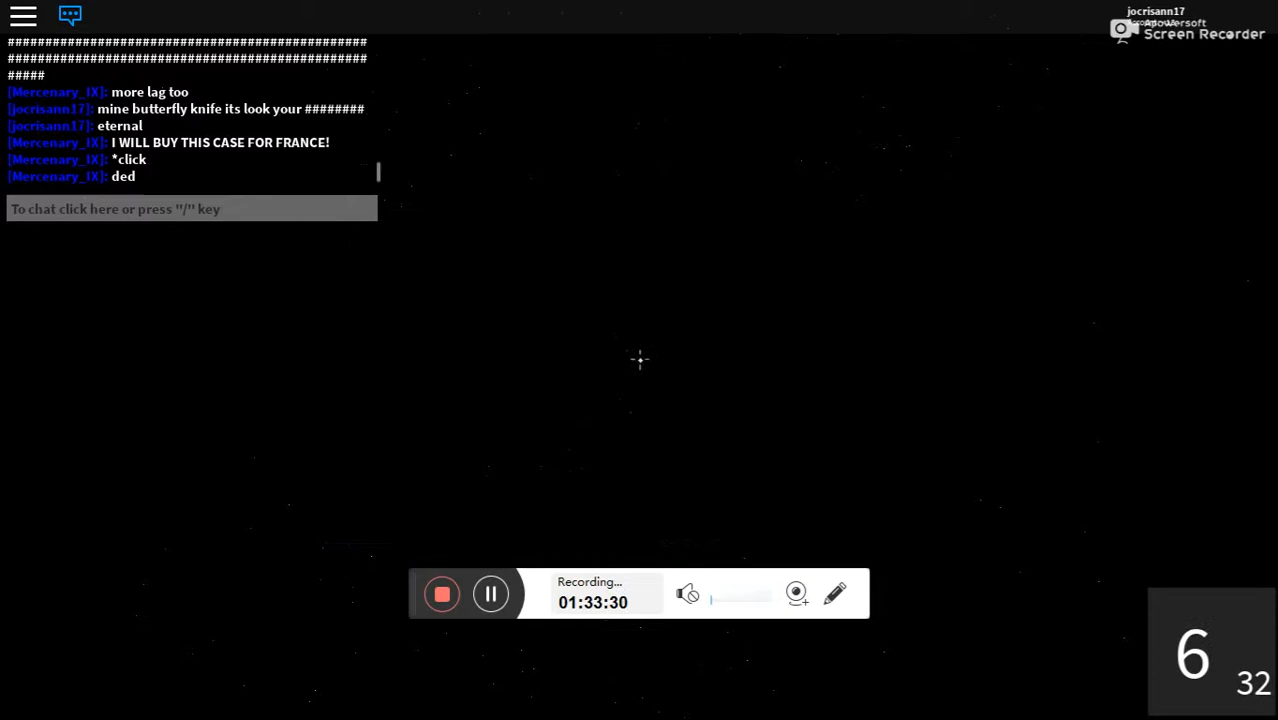 jocrisann17
Apowersoft
Screen Recorder
################################################
################################################
#####
[Mercenary_IX]: more lag too
[jocrisann17]: mine butterfly knife its look your ########
[jocrisann17]: eternal
[Mercenary_IX]: I WILL BUY THIS CASE FOR FRANCE!
[Mercenary_IX]: *click
[Mercenary_IX]: ded
To chat click here or press "/" key
Recording...
01:33:30
6
32